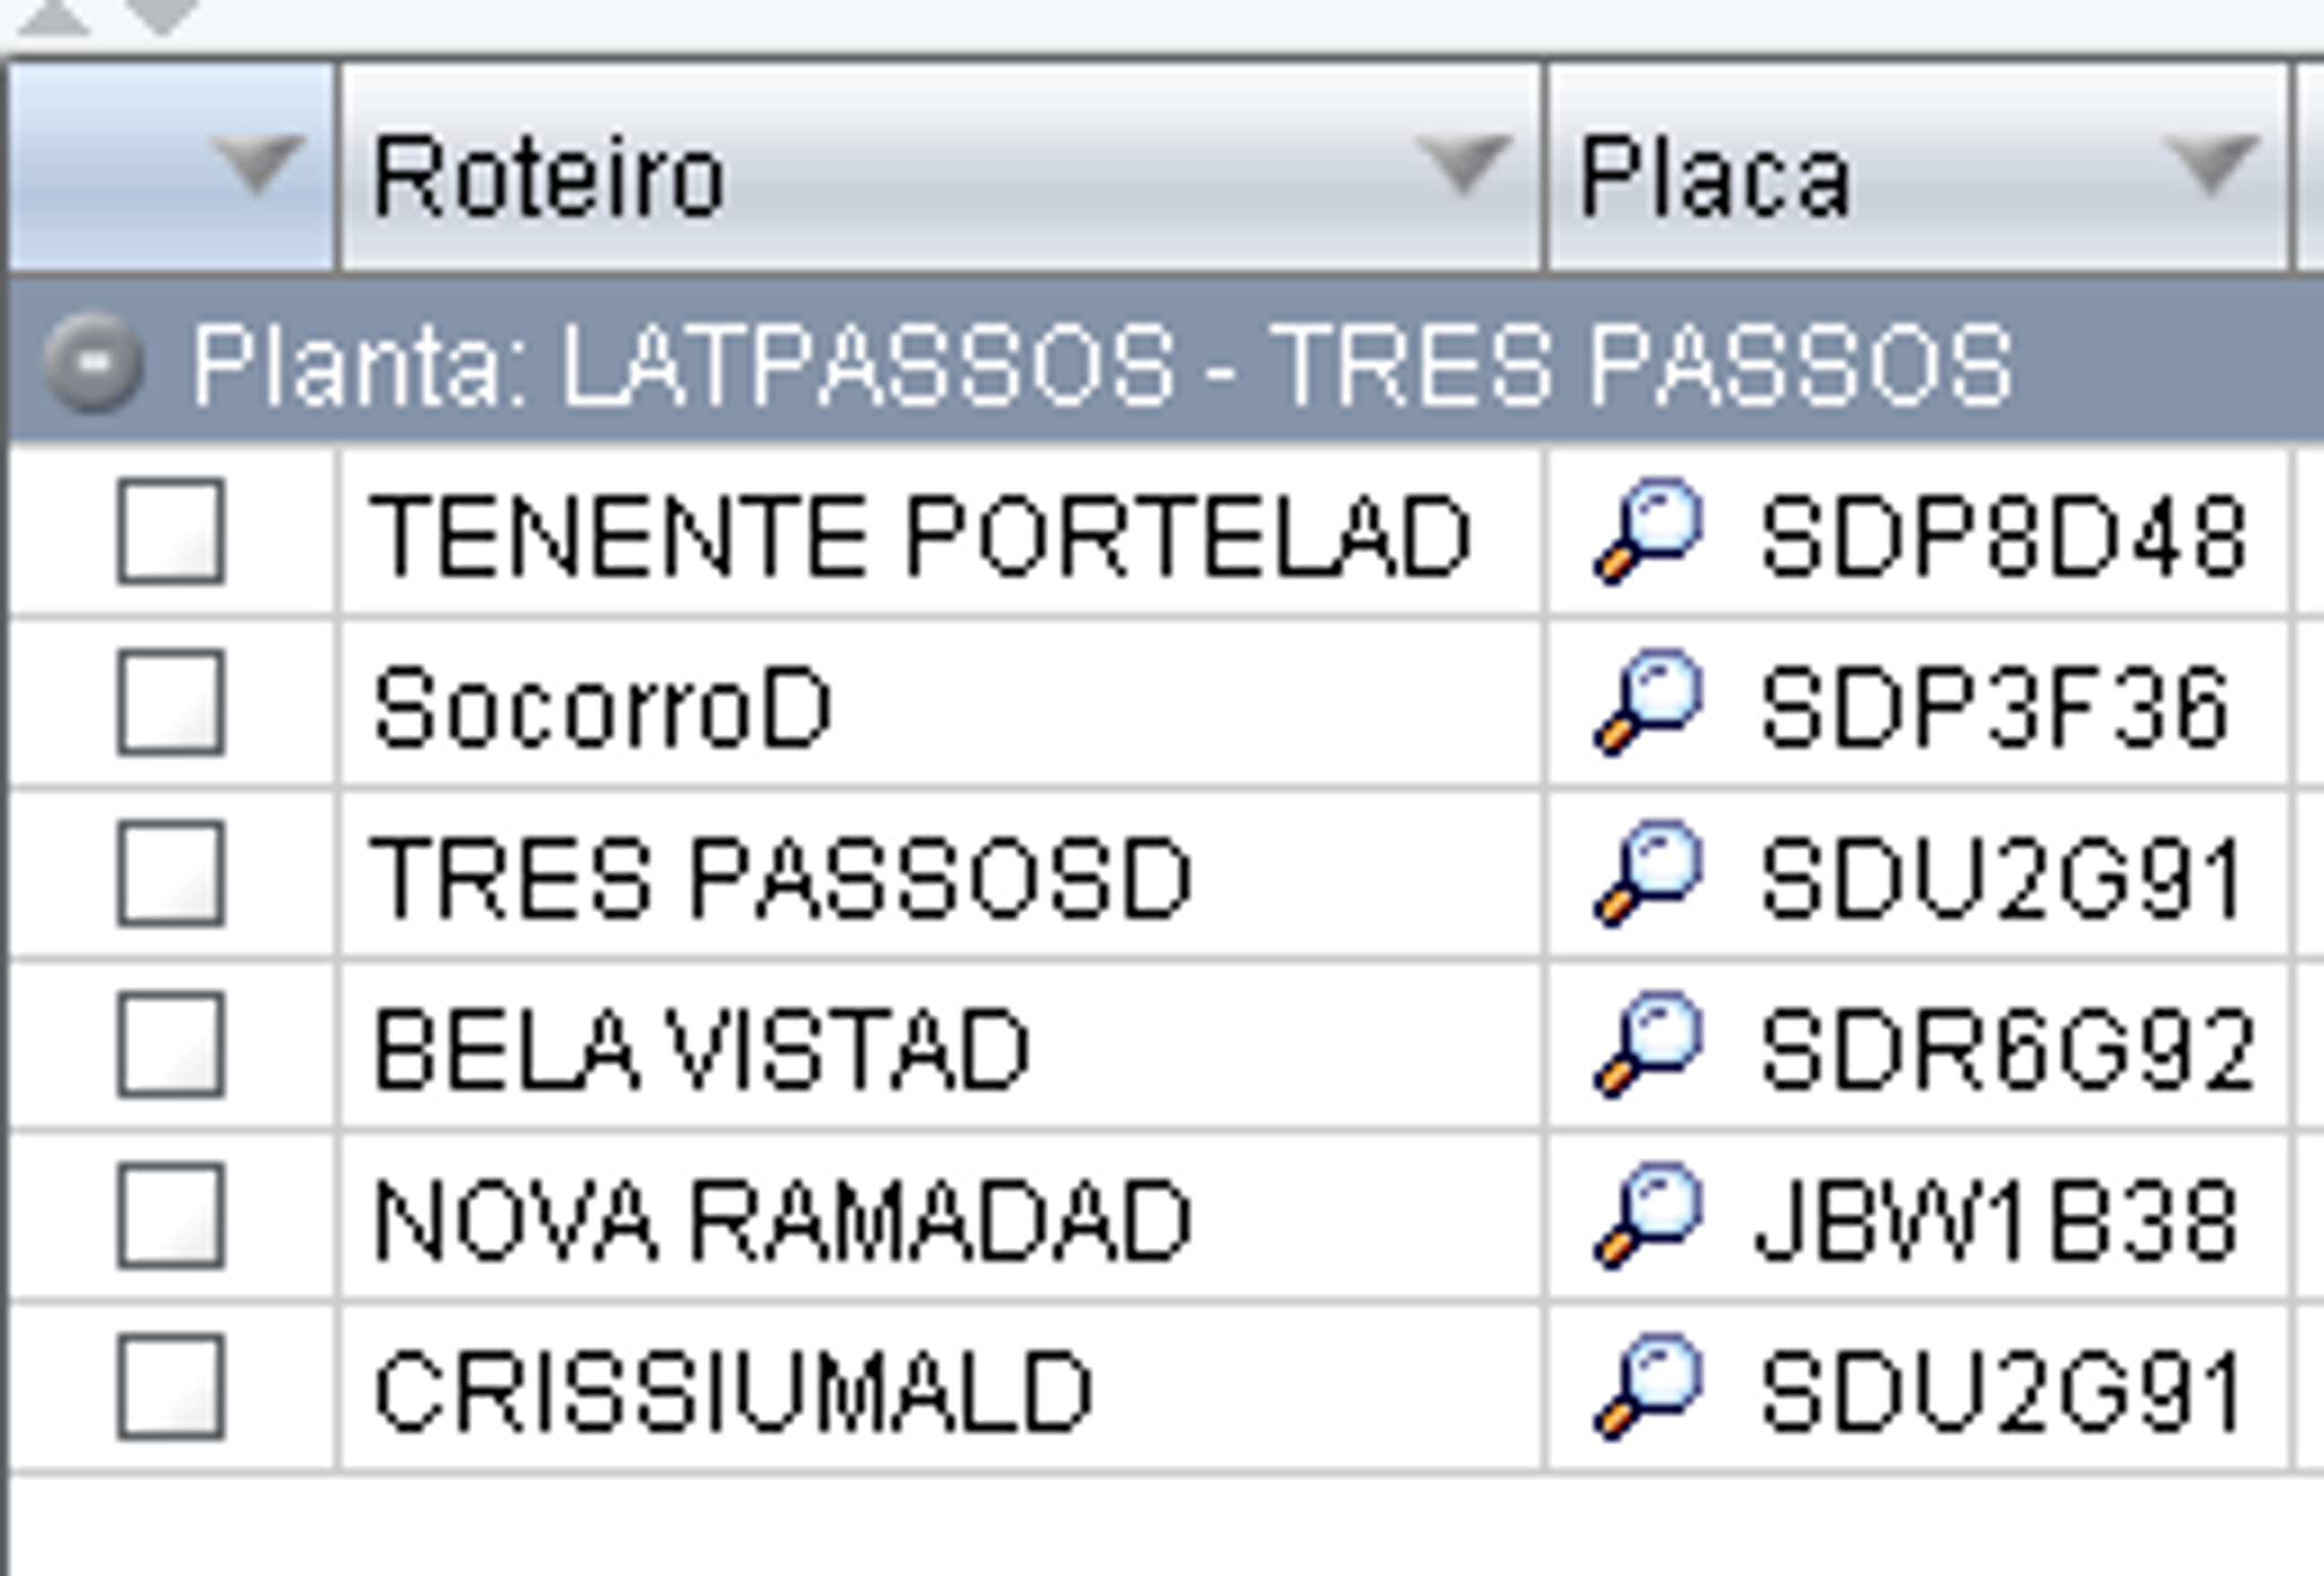 Roteiro Placa
Planta: LATPASSOS - TRES PASSOS
TENENTE PORTELAD SDP8D48
SocorroD SDP3F36
TRES PASSOSD SDU2G91
BELA VISTAD SDR6G92
NOVA RAMADAD JBW1B38
CRISSIUMALD SDU2G91